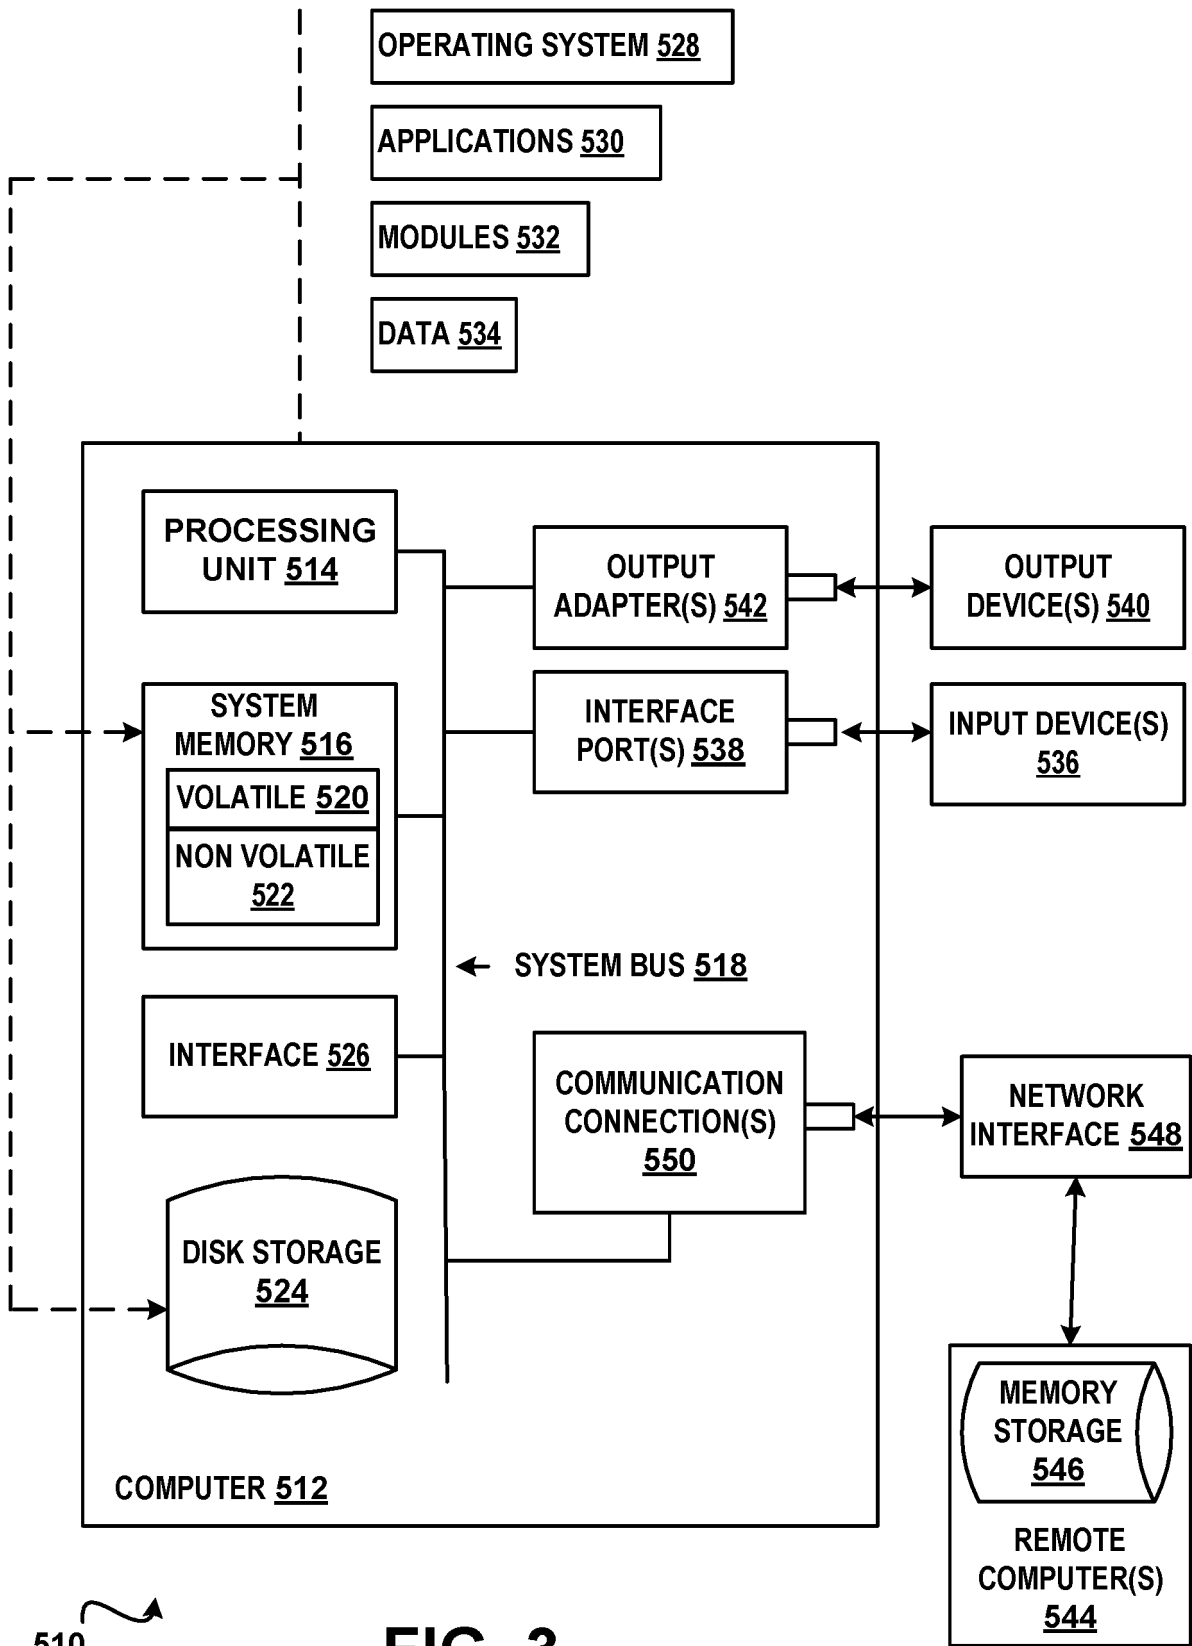 OPERATING SYSTEM 528
APPLICATIONS 530
MODULES 532
DATA 534
PROCESSING
UNIT 514
OUTPUT
ADAPTER(S) 542
OUTPUT
DEVICE(S) 540
SYSTEM
MEMORY 516
VOLATILE 520
NON VOLATILE
522
INTERFACE
PORT(S) 538
INPUT DEVICE(S)
536
SYSTEM BUS 518
INTERFACE 526
COMMUNICATION
CONNECTION(S)
550
NETWORK
INTERFACE 548
DISK STORAGE
524
MEMORY
STORAGE
546
REMOTE
COMPUTER(S)
544
COMPUTER 512
510
FIG. 3